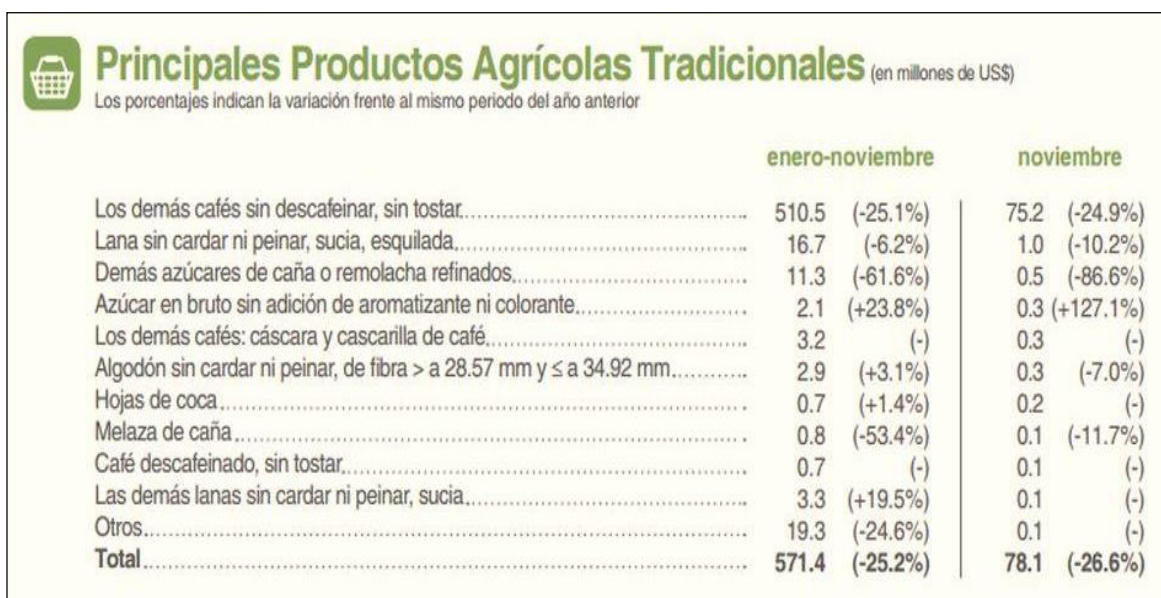 Principales Productos Agrícolas Tradicionales (en millones de US$)
Los porcentajes indican la variación frente al mismo periodo del año anterior
enero-noviembre noviembre
Los demás cafés sin descafeinar, sin tostar 510.5 (-25.1%) 75.2 (-24.9%)
Lana sin cardar ni peinar, sucia, esquilada 16.7 (-6.2%) 1.0 (-10.2%)
Demás azúcares de caña o remolacha refinados 11.3 (-61.6%) 0.5 (-86.6%)
Azúcar en bruto sin adición de aromatizante ni colorante 2.1 (+23.8%) 0.3 (+127.1%)
Los demás cafés: cáscara y cascarilla de café 3.2 (-) 0.3 (-)
Algodón sin cardar ni peinar, de fibra > a 28.57 mm y ≤ a 34.92 mm 2.9 (+3.1%) 0.3 (-7.0%)
Hojas de coca 0.7 (+1.4%) 0.2 (-)
Melaza de caña 0.8 (-53.4%) 0.1 (-11.7%)
Café descafeinado, sin tostar 0.7 (-) 0.1 (-)
Las demás lanas sin cardar ni peinar, sucia 3.3 (+19.5%) 0.1 (-)
Otros 19.3 (-24.6%) 0.1 (-)
Total 571.4 (-25.2%) 78.1 (-26.6%)